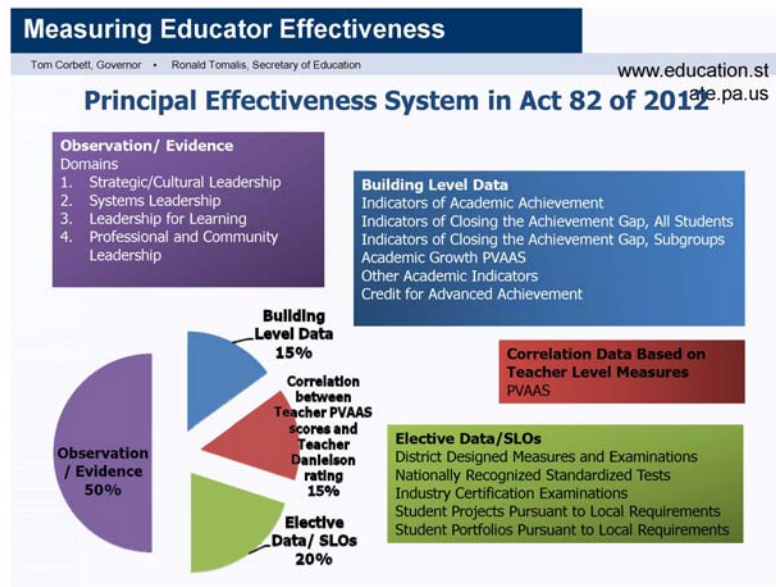 Measuring Educator Effectiveness
Tom Corbett, Governor • Ronald Tomalis, Secretary of Education
www.education.st
ate.pa.us
Principal Effectiveness System in Act 82 of 2012
Observation/ Evidence
Domains
1. Strategic/Cultural Leadership
2. Systems Leadership
3. Leadership for Learning
4. Professional and Community
Leadership
Building Level Data
Indicators of Academic Achievement
Indicators of Closing the Achievement Gap, All Students
Indicators of Closing the Achievement Gap, Subgroups
Academic Growth PVAAS
Other Academic Indicators
Credit for Advanced Achievement
Building
Level Data
15%
Correlation
between
Teacher PVAAS
scores and
Teacher
Danielson
rating
15%
Observation
/ Evidence
50%
Elective
Data/ SLOs
20%
Correlation Data Based on
Teacher Level Measures
PVAAS
Elective Data/SLOs
District Designed Measures and Examinations
Nationally Recognized Standardized Tests
Industry Certification Examinations
Student Projects Pursuant to Local Requirements
Student Portfolios Pursuant to Local Requirements